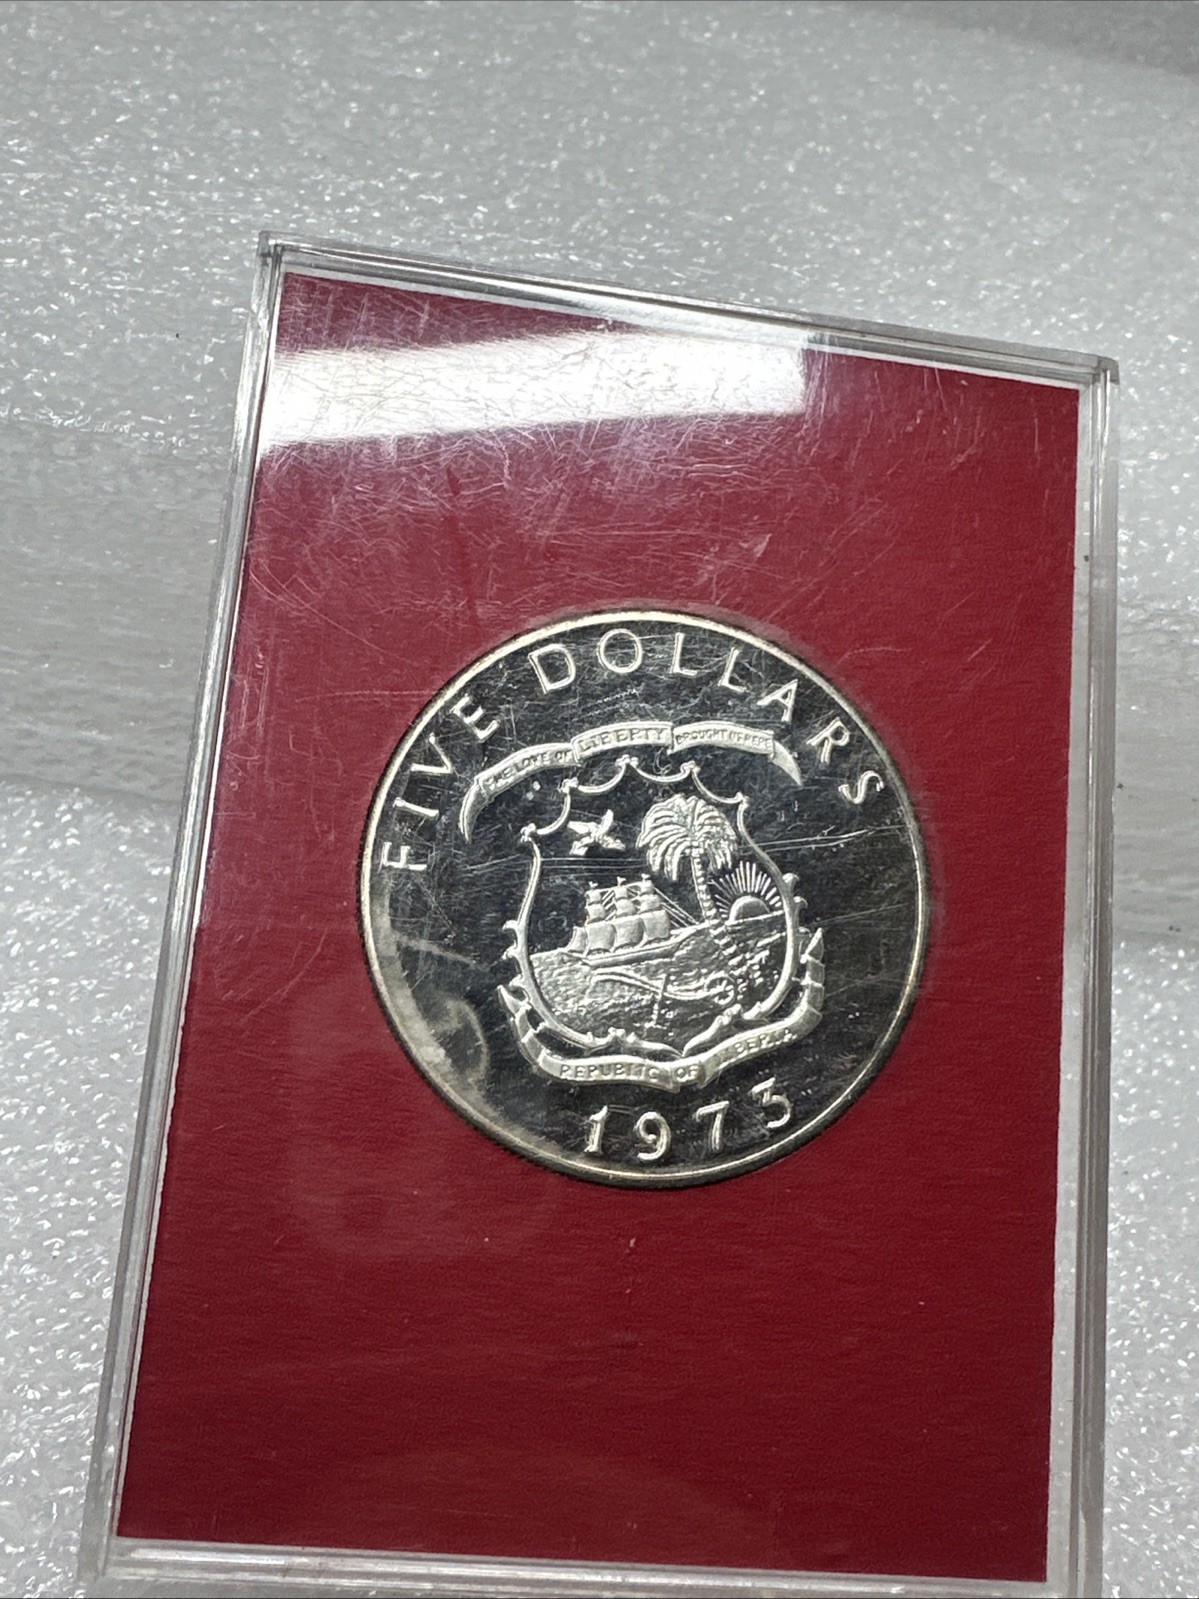 FIVE DOLLARS
THE LOVE OF LIBERTY BROUGHT US HERE
REPUBLIC OF LIBERIA
1973